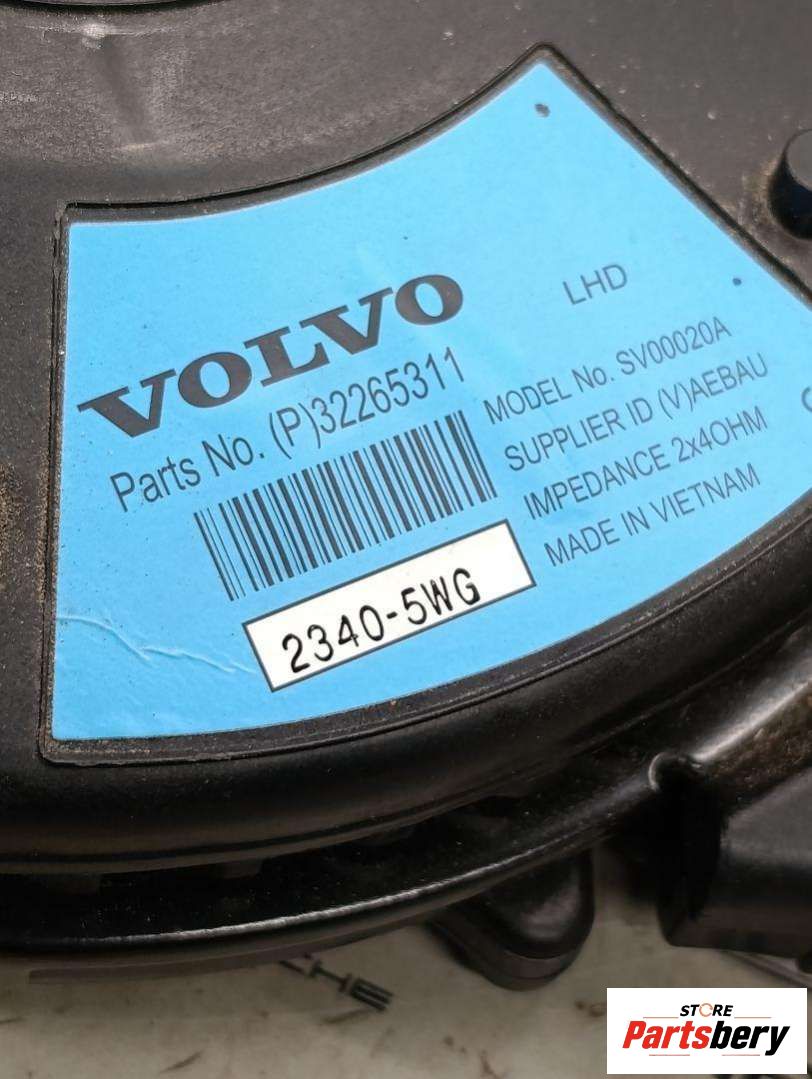 VOLVO
Parts No. (P)32265311
2340-5WG
LHD
MODEL No. SV00020A
SUPPLIER ID (V)AEBAU
IMPEDANCE 2x4OHM
MADE IN VIETNAM
STORE
Partsbery